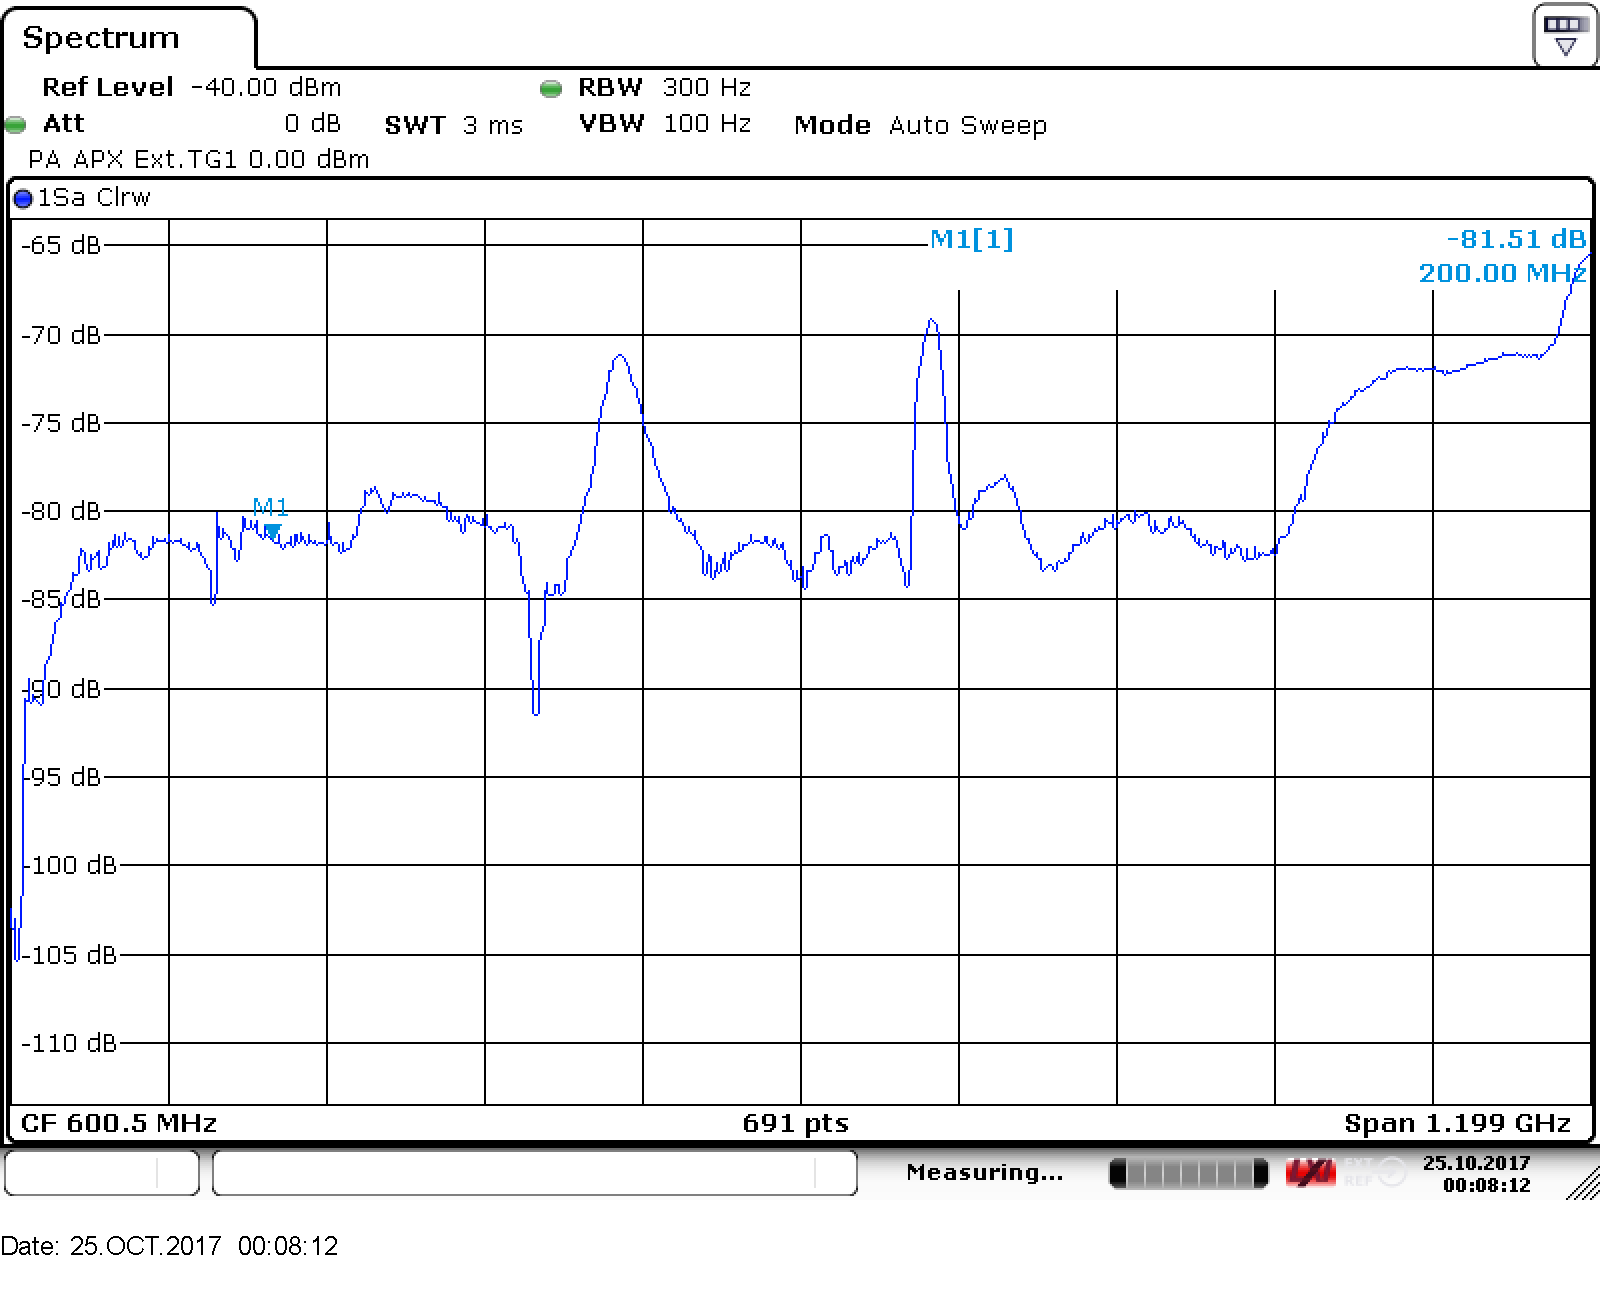 Spectrum
Ref Level -40.00 dBm RBW 300 Hz
Att 0 dB SWT 3 ms VBW 100 Hz Mode Auto Sweep
PA APX Ext.TG1 0.00 dBm
1Sa Clrw
M1[1] -81.51 dB
200.00 MHz
-65 dB
-70 dB
-75 dB
M1
-80 dB
-85 dB
-90 dB
-95 dB
-100 dB
-105 dB
-110 dB
CF 600.5 MHz 691 pts Span 1.199 GHz
Measuring... LXI EXT REF 25.10.2017
00:08:12
Date: 25.OCT.2017 00:08:12